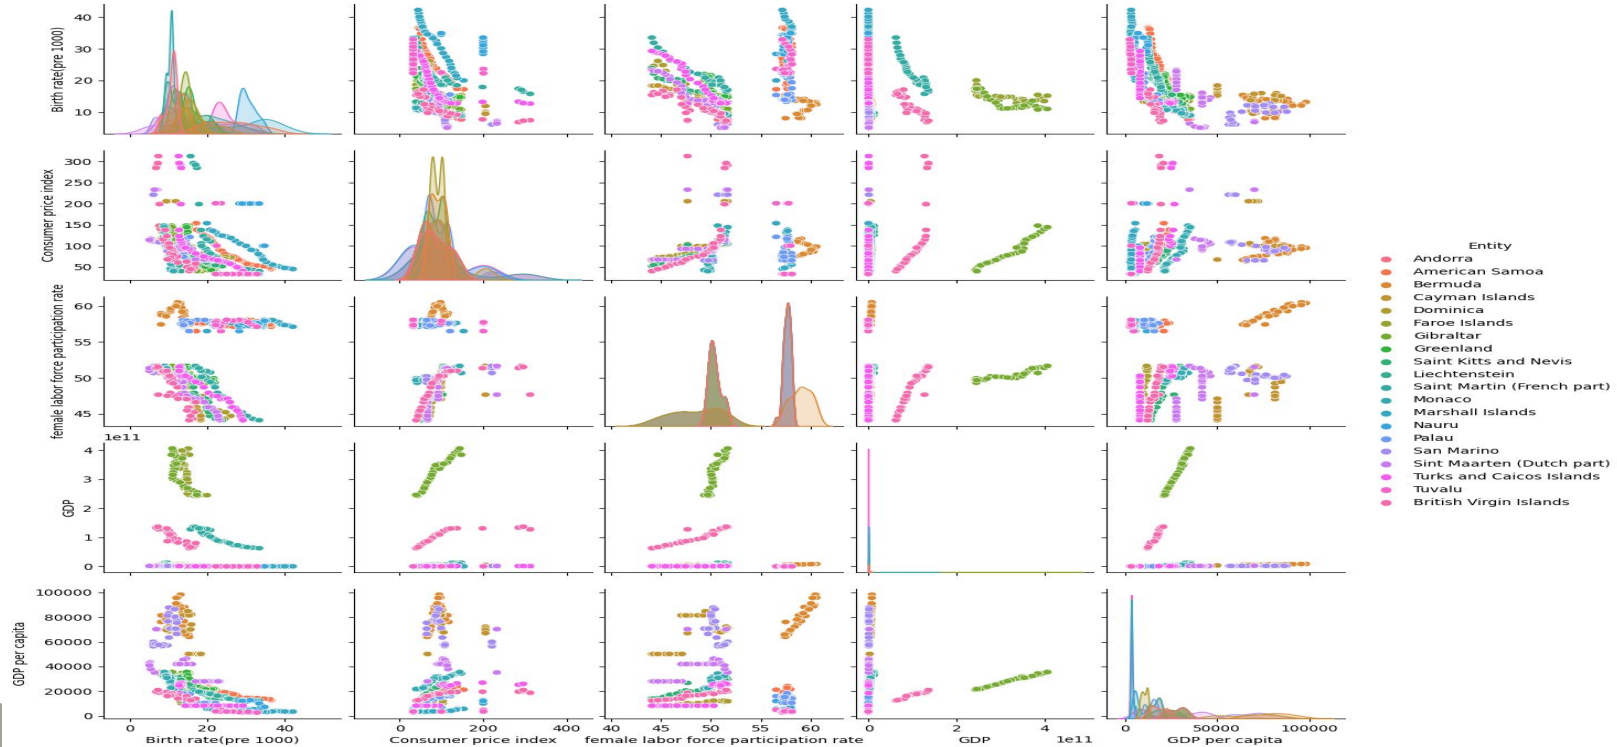 Birth rate(pre 1000)
40
30
20
10
Consumer price index
300
250
200
150
100
50
female labor force participation rate
60
55
50
45
1e11
GDP
4
3
2
1
0
GDP per capita
100000
80000
60000
40000
20000
0
0 20 40
Birth rate(pre 1000)
0 200 400
Consumer price index
40 45 50 55 60
female labor force participation rate
0 2 4
GDP 1e11
0 50000 100000
GDP per capita
Entity
Andorra
American Samoa
Bermuda
Cayman Islands
Dominica
Faroe Islands
Gibraltar
Greenland
Saint Kitts and Nevis
Liechtenstein
Saint Martin (French part)
Monaco
Marshall Islands
Nauru
Palau
San Marino
Sint Maarten (Dutch part)
Turks and Caicos Islands
Tuvalu
British Virgin Islands